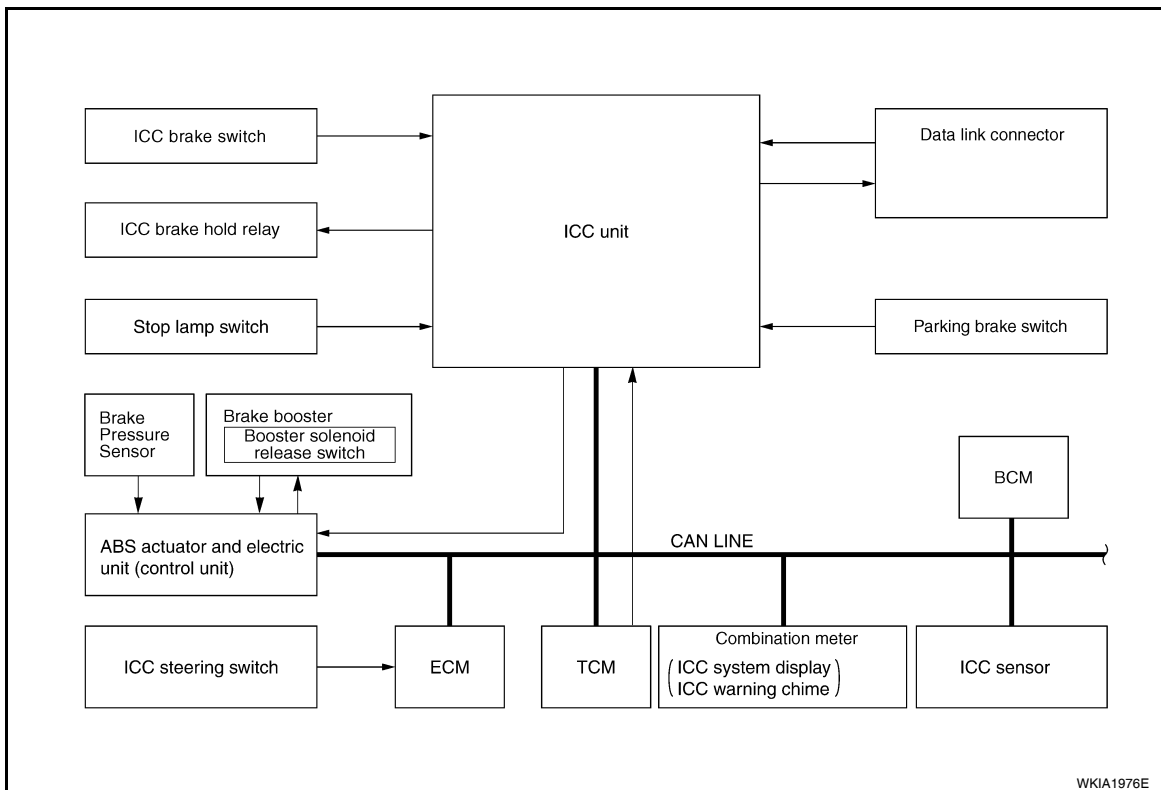 ICC brake switch
ICC brake hold relay
Stop lamp switch
ICC unit
Data link connector
Parking brake switch
Brake
Pressure
Sensor
Brake booster
Booster solenoid
release switch
BCM
ABS actuator and electric
unit (control unit)
CAN LINE
ICC steering switch
ECM
TCM
Combination meter
(ICC system display
ICC warning chime)
ICC sensor
WKIA1976E